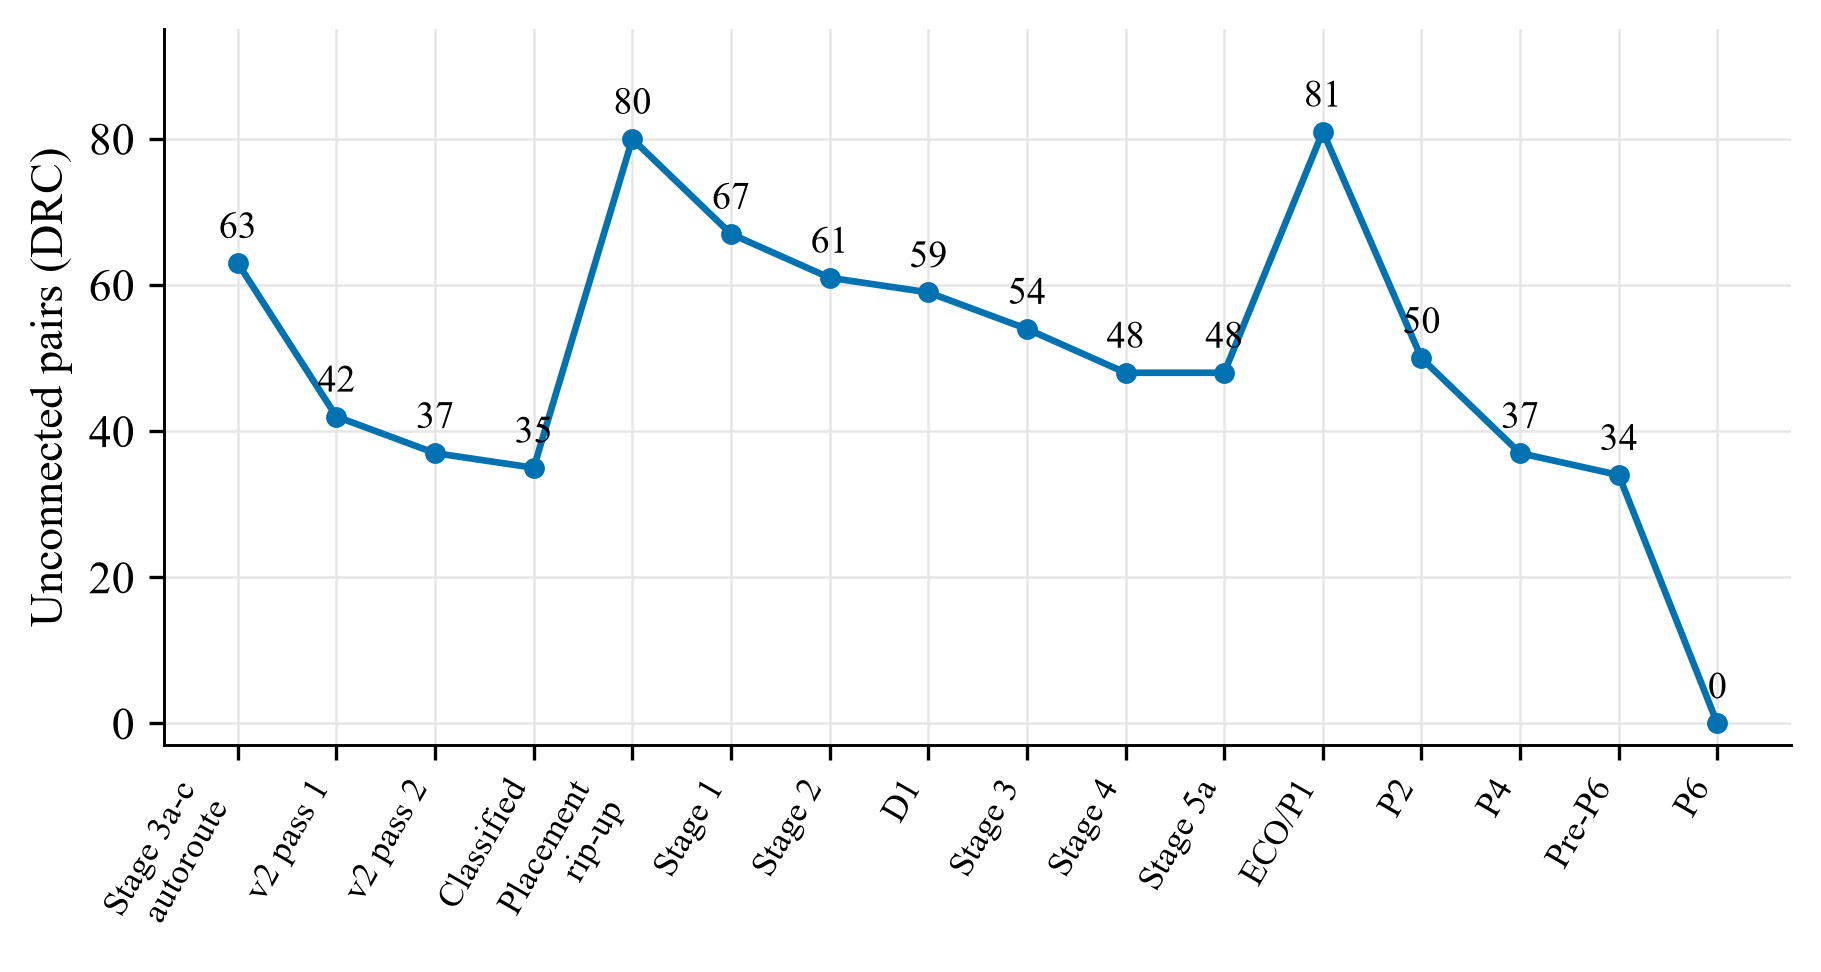 Unconnected pairs (DRC)
80
60
40
20
0
63
42
37
35
80
67
61
59
54
48
48
81
50
37
34
0
Stage 3a-c
autoroute
v2 pass 1
v2 pass 2
Classified
Placement
rip-up
Stage 1
Stage 2
D1
Stage 3
Stage 4
Stage 5a
ECO/P1
P2
P4
Pre-P6
P6